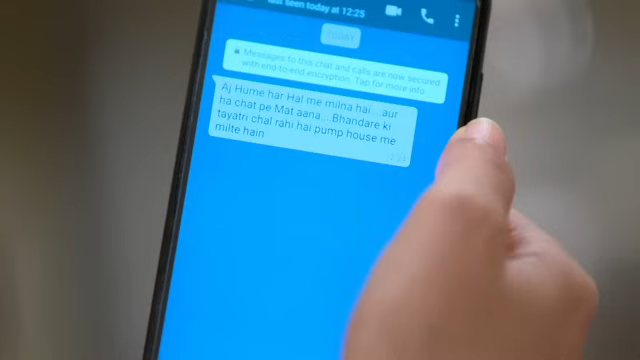 last seen today at 12:25
TODAY
Messages to this chat and calls are now secured
with end-to-end encryption. Tap for more info.
Aj Hume har Hal me milna hai...aur
ha chat pe Mat aana...Bhandare ki
tayatri chal rahi hai pump house me
milte hain